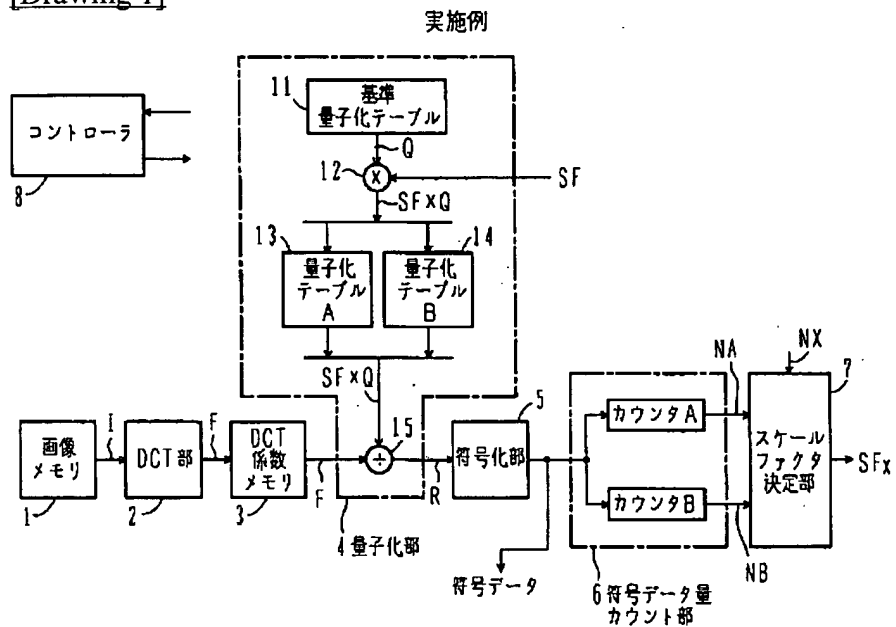 [Drawing 1]
実施例
コントローラ
8
11
基準
量子化テーブル
Q
12
×
SF
SF×Q
13
量子化
テーブル
A
14
量子化
テーブル
B
SF×Q
画像
メモリ
1
I
DCT部
2
F
DCT
係数
メモリ
3
F
÷
15
4量子化部
R
5
符号化部
符号データ
カウンタA
カウンタB
6符号データ量
カウント部
NA
NB
NX
7
スケール
ファクタ
決定部
SFx